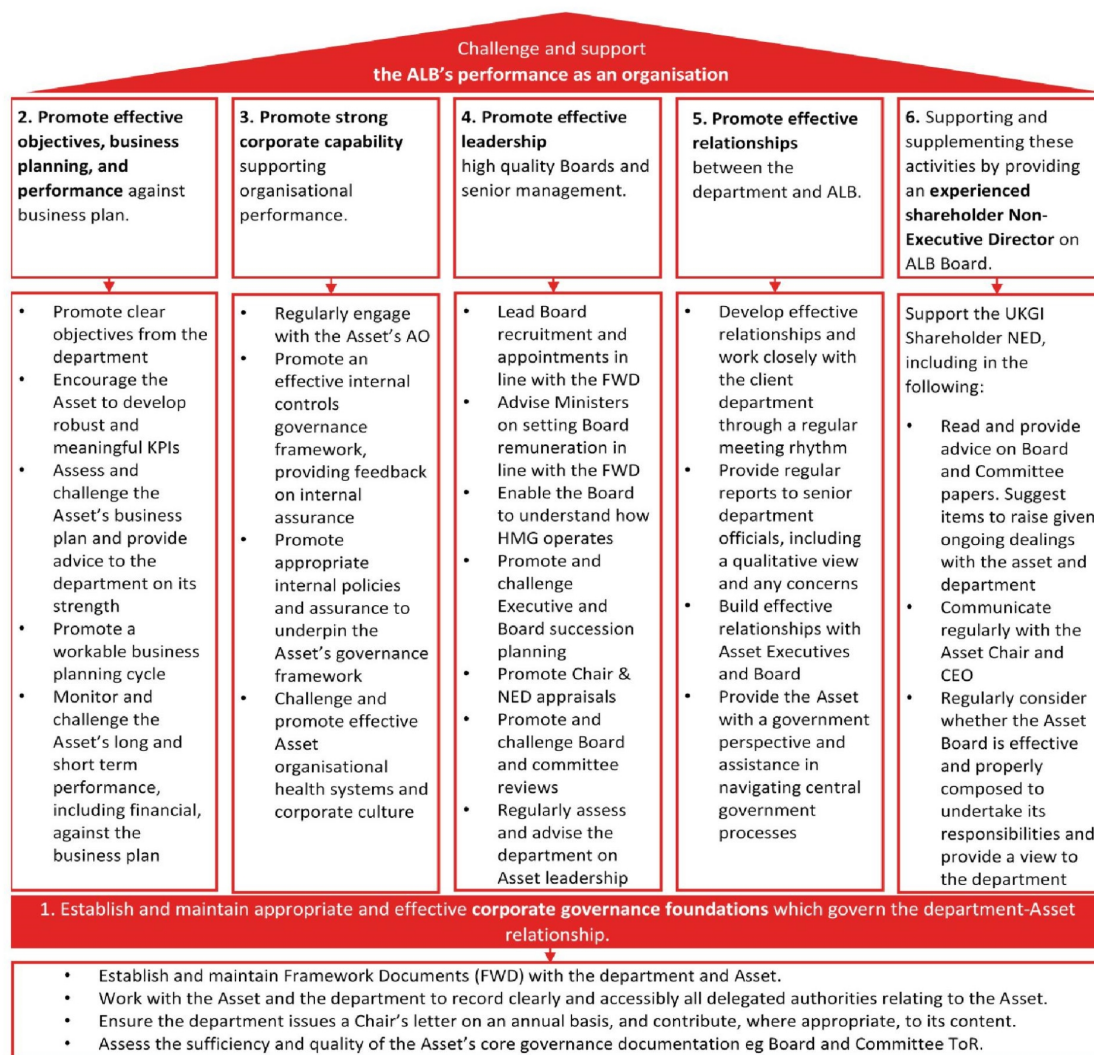 Challenge and support
the ALB's performance as an organisation
2. Promote effective
objectives, business
planning, and
performance against
business plan.
3. Promote strong
corporate capability
supporting
organisational
performance.
4. Promote effective
leadership
high quality Boards and
senior management.
5. Promote effective
relationships
between the
department and ALB.
6. Supporting and
supplementing these
activities by providing
an experienced
shareholder Non-
Executive Director on
ALB Board.
• Promote clear
objectives from the
department
• Encourage the
Asset to develop
robust and
meaningful KPIs
• Assess and
challenge the
Asset's business
plan and provide
advice to the
department on its
strength
• Promote a
workable business
planning cycle
• Monitor and
challenge the
Asset's long and
short term
performance,
including financial,
against the
business plan
• Regularly engage
with the Asset's AO
• Promote an
effective internal
controls
governance
framework,
providing feedback
on internal
assurance
• Promote
appropriate
internal policies
and assurance to
underpin the
Asset's governance
framework
• Challenge and
promote effective
Asset
organisational
health systems and
corporate culture
• Lead Board
recruitment and
appointments in
line with the FWD
• Advise Ministers
on setting Board
remuneration in
line with the FWD
• Enable the Board
to understand how
HMG operates
• Promote and
challenge
Executive and
Board succession
planning
• Promote Chair &
NED appraisals
• Promote and
challenge Board
and committee
reviews
• Regularly assess
and advise the
department on
Asset leadership
• Develop effective
relationships and
work closely with
the client
department
through a regular
meeting rhythm
• Provide regular
reports to senior
department
officials, including
a qualitative view
and any concerns
• Build effective
relationships with
Asset Executives
and Board
• Provide the Asset
with a government
perspective and
assistance in
navigating central
government
processes
Support the UKGI
Shareholder NED,
including in the
following:
• Read and provide
advice on Board
and Committee
papers. Suggest
items to raise given
ongoing dealings
with the asset and
department
• Communicate
regularly with the
Asset Chair and
CEO
• Regularly consider
whether the Asset
Board is effective
and properly
composed to
undertake its
responsibilities and
provide a view to
the department
1. Establish and maintain appropriate and effective corporate governance foundations which govern the department-Asset
relationship.
• Establish and maintain Framework Documents (FWD) with the department and Asset.
• Work with the Asset and the department to record clearly and accessibly all delegated authorities relating to the Asset.
• Ensure the department issues a Chair's letter on an annual basis, and contribute, where appropriate, to its content.
• Assess the sufficiency and quality of the Asset's core governance documentation eg Board and Committee ToR.